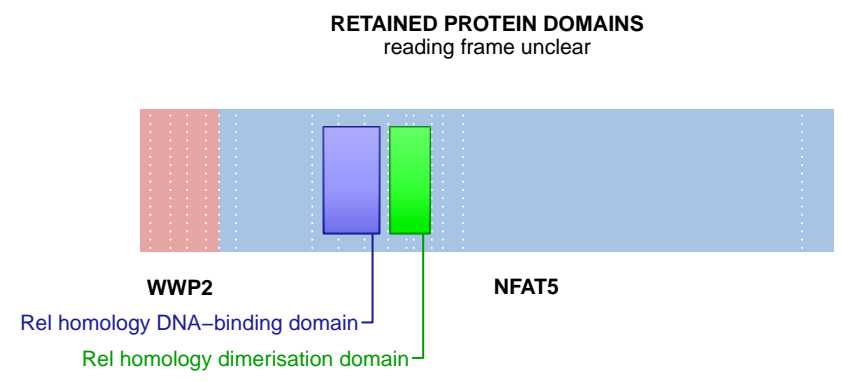 RETAINED PROTEIN DOMAINS
reading frame unclear
WWP2
NFAT5
Rel homology DNA−binding domain
Rel homology dimerisation domain